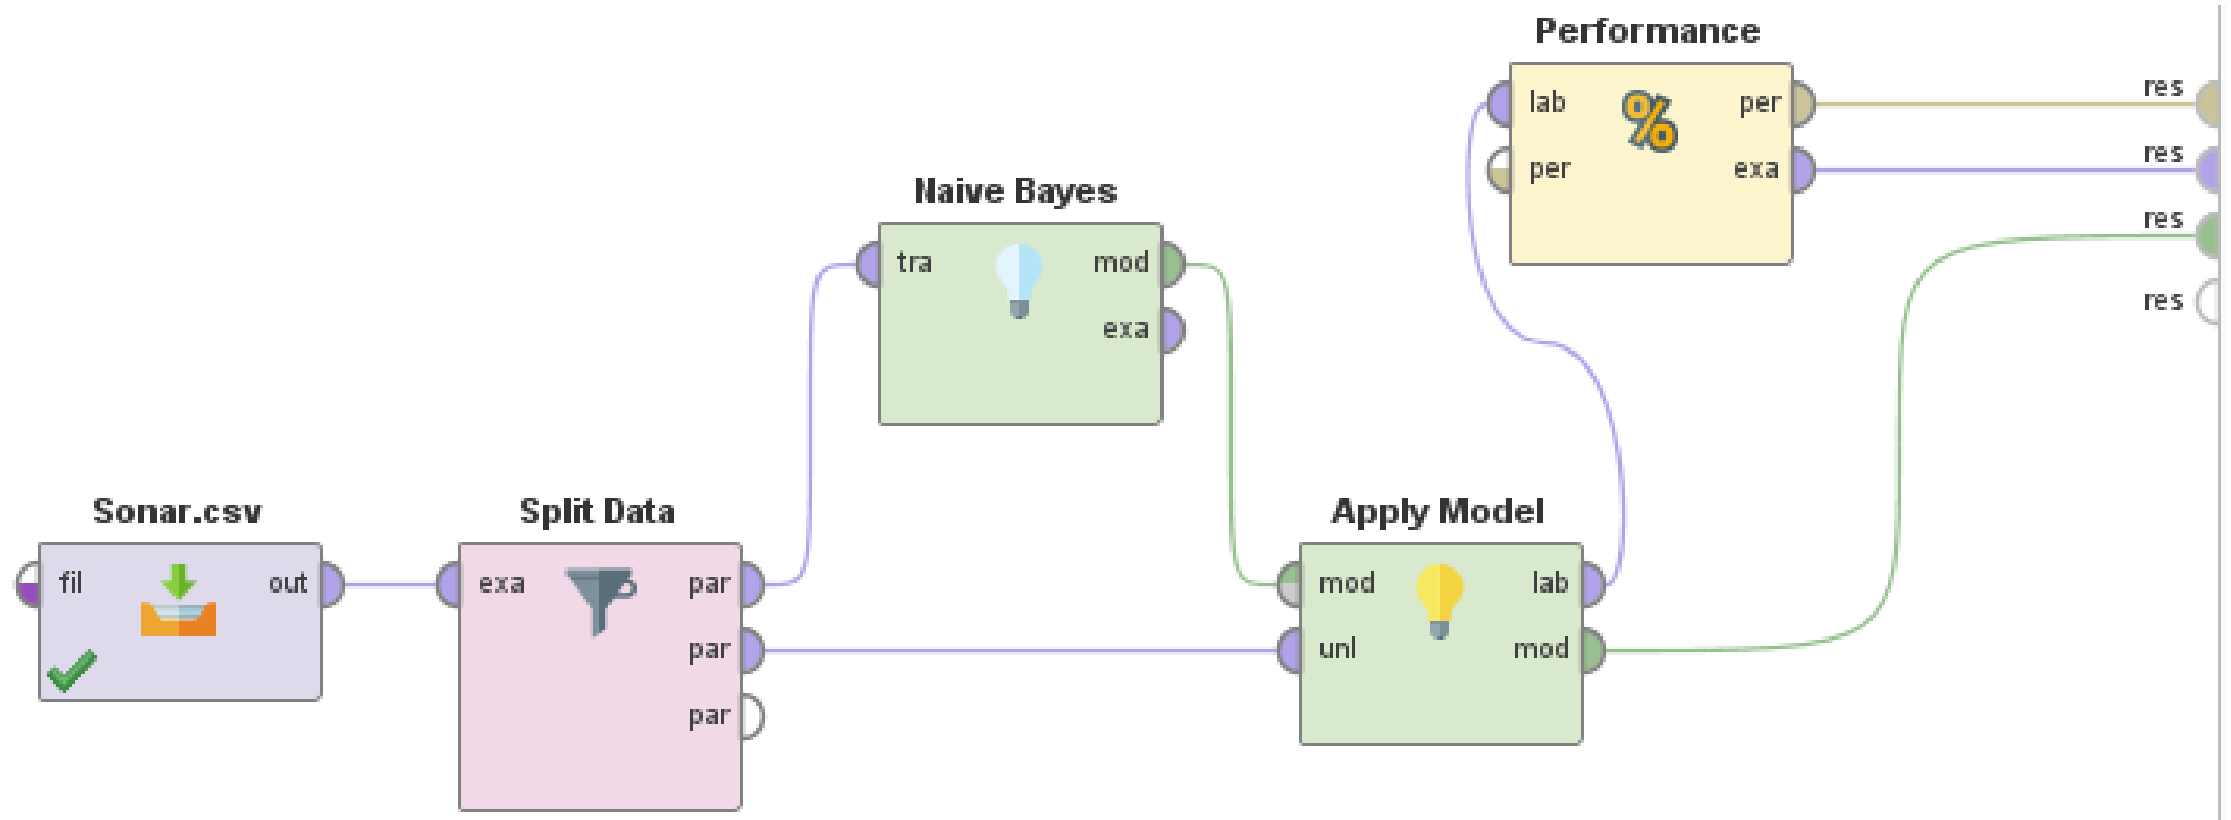 Performance
lab per
per exa
res
res
res
res
Naive Bayes
tra mod
exa
Sonar.csv
fil out
Split Data
exa par
par
par
Apply Model
mod lab
unl mod
%